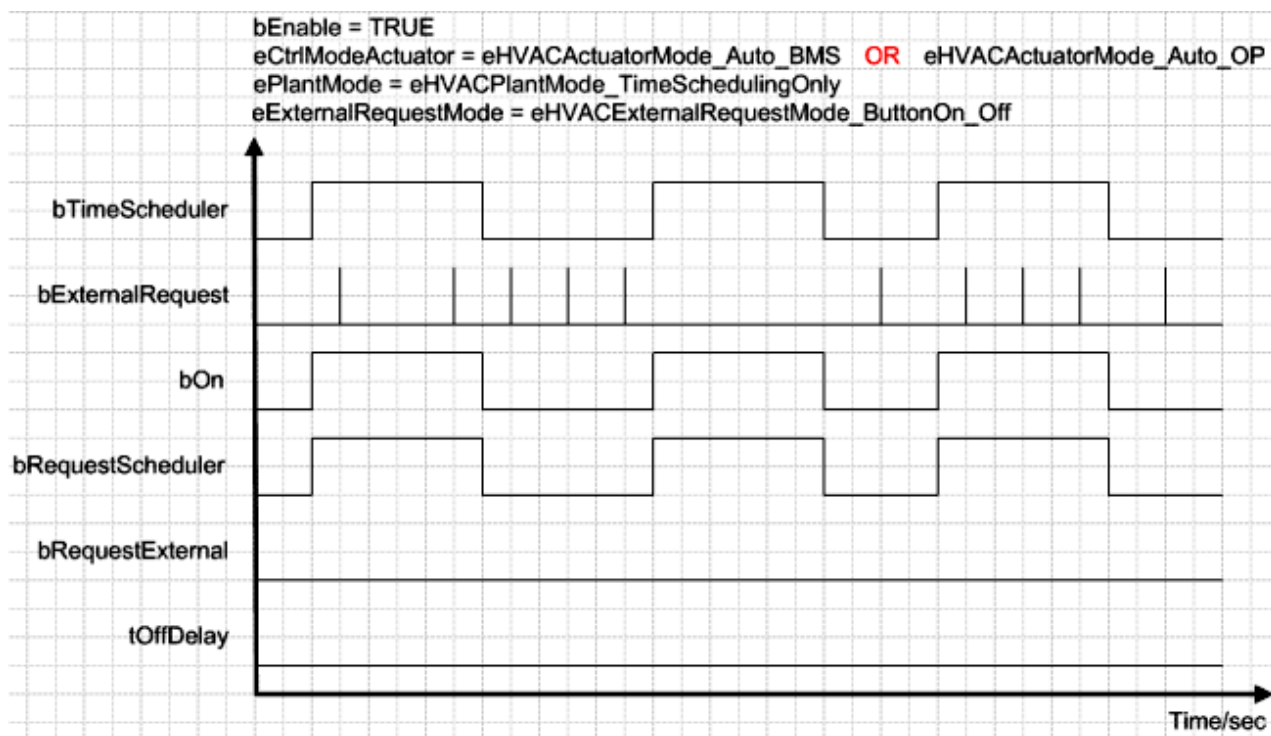 bEnable = TRUE
eCtrlModeActuator = eHVACActuatorMode_Auto_BMS OR eHVACActuatorMode_Auto_OP
ePlantMode = eHVACPlantMode_TimeSchedulingOnly
eExternalRequestMode = eHVACExternalRequestMode_ButtonOn_Off
bTimeScheduler
bExternalRequest
bOn
bRequestScheduler
bRequestExternal
tOffDelay
Time/sec